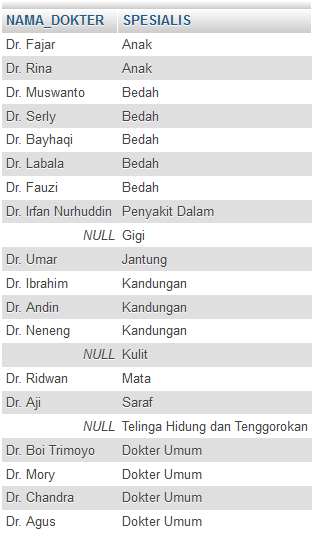 NAMA_DOKTER SPESIALIS
Dr. Fajar Anak
Dr. Rina Anak
Dr. Muswanto Bedah
Dr. Serly Bedah
Dr. Bayhaqi Bedah
Dr. Labala Bedah
Dr. Fauzi Bedah
Dr. Irfan Nurhuddin Penyakit Dalam
NULL Gigi
Dr. Umar Jantung
Dr. Ibrahim Kandungan
Dr. Andin Kandungan
Dr. Neneng Kandungan
NULL Kulit
Dr. Ridwan Mata
Dr. Aji Saraf
NULL Telinga Hidung dan Tenggorokan
Dr. Boi Trimoyo Dokter Umum
Dr. Mory Dokter Umum
Dr. Chandra Dokter Umum
Dr. Agus Dokter Umum